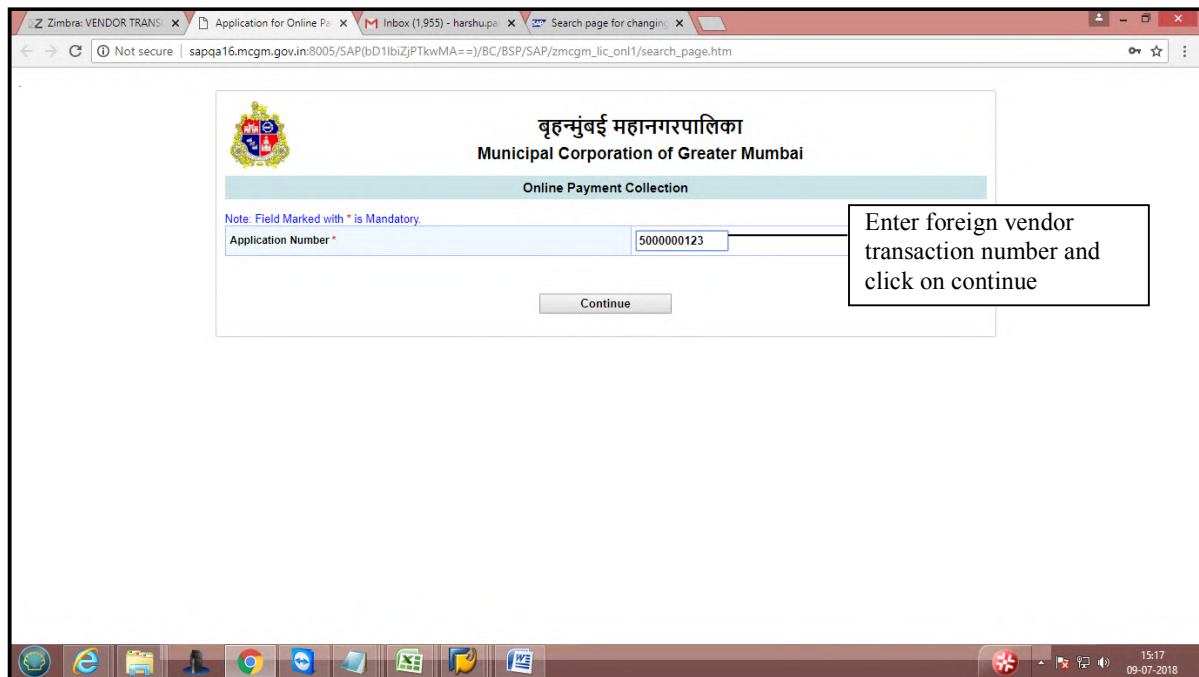 Zimbra: VENDOR TRANS
Application for Online Pa
Inbox (1,955) - harshu.pa
Search page for changing
Not secure | sapqa16.mcgm.gov.in:8005/SAP(bD1lbiZjPTkwMA==)/BC/BSP/SAP/zmcgm_lic_onl1/search_page.htm
बृहन्मुंबई महानगरपालिका
Municipal Corporation of Greater Mumbai
Online Payment Collection
Note: Field Marked with * is Mandatory.
Application Number * 5000000123
Enter foreign vendor
transaction number and
click on continue
Continue
15:17
09-07-2018